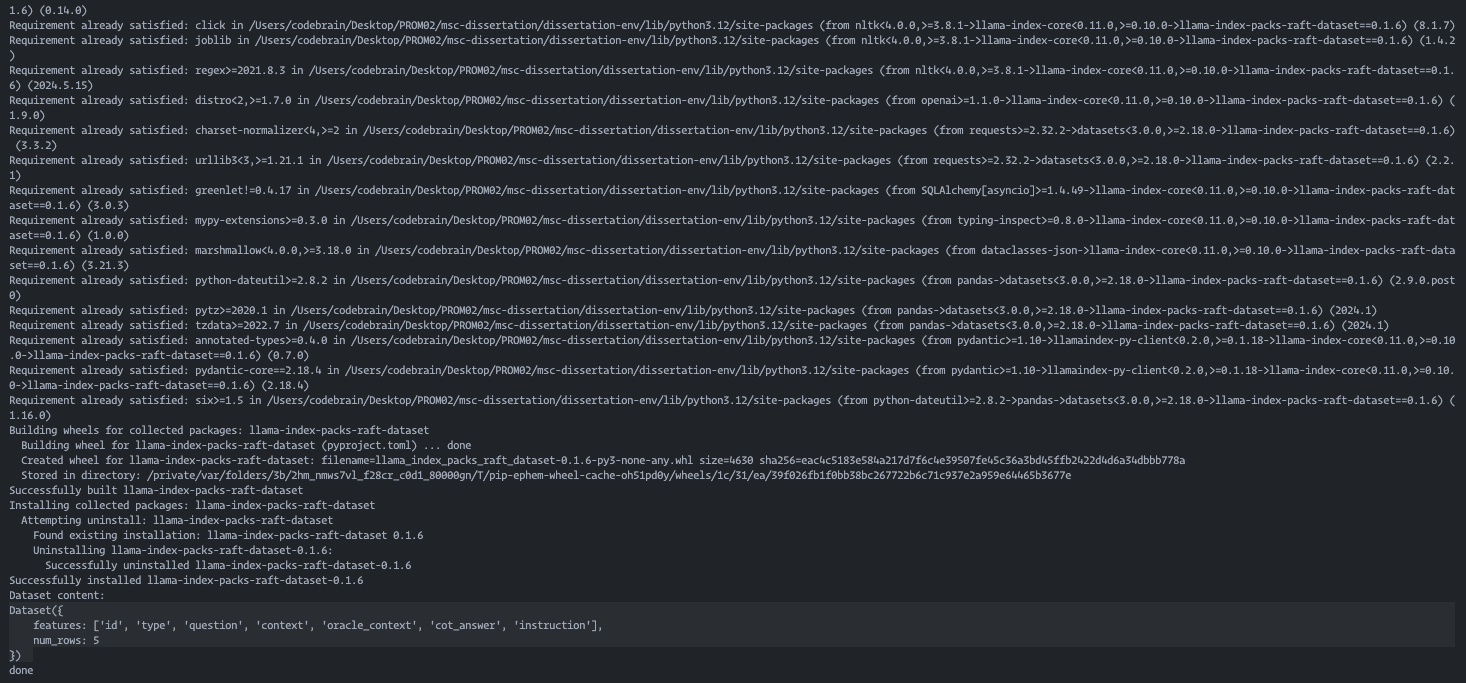 1.6) (0.14.0)
Requirement already satisfied: click in /Users/codebrain/Desktop/PROM02/msc-dissertation/dissertation-env/lib/python3.12/site-packages (from nltk<4.0.0,>=3.8.1->llama-index-core<0.11.0,>=0.10.0->llama-index-packs-raft-dataset==0.1.6) (8.1.7)
Requirement already satisfied: joblib in /Users/codebrain/Desktop/PROM02/msc-dissertation/dissertation-env/lib/python3.12/site-packages (from nltk<4.0.0,>=3.8.1->llama-index-core<0.11.0,>=0.10.0->llama-index-packs-raft-dataset==0.1.6) (1.4.2
)
Requirement already satisfied: regex>=2021.8.3 in /Users/codebrain/Desktop/PROM02/msc-dissertation/dissertation-env/lib/python3.12/site-packages (from nltk<4.0.0,>=3.8.1->llama-index-core<0.11.0,>=0.10.0->llama-index-packs-raft-dataset==0.1.
6) (2024.5.15)
Requirement already satisfied: distro<2,>=1.7.0 in /Users/codebrain/Desktop/PROM02/msc-dissertation/dissertation-env/lib/python3.12/site-packages (from openai>=1.1.0->llama-index-core<0.11.0,>=0.10.0->llama-index-packs-raft-dataset==0.1.6) (
1.9.0)
Requirement already satisfied: charset-normalizer<4,>=2 in /Users/codebrain/Desktop/PROM02/msc-dissertation/dissertation-env/lib/python3.12/site-packages (from requests>=2.32.2->datasets<3.0.0,>=2.18.0->llama-index-packs-raft-dataset==0.1.6)
 (3.3.2)
Requirement already satisfied: urllib3<3,>=1.21.1 in /Users/codebrain/Desktop/PROM02/msc-dissertation/dissertation-env/lib/python3.12/site-packages (from requests>=2.32.2->datasets<3.0.0,>=2.18.0->llama-index-packs-raft-dataset==0.1.6) (2.2.
1)
Requirement already satisfied: greenlet!=0.4.17 in /Users/codebrain/Desktop/PROM02/msc-dissertation/dissertation-env/lib/python3.12/site-packages (from SQLAlchemy[asyncio]>=1.4.49->llama-index-core<0.11.0,>=0.10.0->llama-index-packs-raft-dat
aset==0.1.6) (3.0.3)
Requirement already satisfied: mypy-extensions>=0.3.0 in /Users/codebrain/Desktop/PROM02/msc-dissertation/dissertation-env/lib/python3.12/site-packages (from typing-inspect>=0.8.0->llama-index-core<0.11.0,>=0.10.0->llama-index-packs-raft-dat
aset==0.1.6) (1.0.0)
Requirement already satisfied: marshmallow<4.0.0,>=3.18.0 in /Users/codebrain/Desktop/PROM02/msc-dissertation/dissertation-env/lib/python3.12/site-packages (from dataclasses-json->llama-index-core<0.11.0,>=0.10.0->llama-index-packs-raft-data
set==0.1.6) (3.21.3)
Requirement already satisfied: python-dateutil>=2.8.2 in /Users/codebrain/Desktop/PROM02/msc-dissertation/dissertation-env/lib/python3.12/site-packages (from pandas->datasets<3.0.0,>=2.18.0->llama-index-packs-raft-dataset==0.1.6) (2.9.0.post
0)
Requirement already satisfied: pytz>=2020.1 in /Users/codebrain/Desktop/PROM02/msc-dissertation/dissertation-env/lib/python3.12/site-packages (from pandas->datasets<3.0.0,>=2.18.0->llama-index-packs-raft-dataset==0.1.6) (2024.1)
Requirement already satisfied: tzdata>=2022.7 in /Users/codebrain/Desktop/PROM02/msc-dissertation/dissertation-env/lib/python3.12/site-packages (from pandas->datasets<3.0.0,>=2.18.0->llama-index-packs-raft-dataset==0.1.6) (2024.1)
Requirement already satisfied: annotated-types>=0.4.0 in /Users/codebrain/Desktop/PROM02/msc-dissertation/dissertation-env/lib/python3.12/site-packages (from pydantic>=1.10->llamaindex-py-client<0.2.0,>=0.1.18->llama-index-core<0.11.0,>=0.10
.0->llama-index-packs-raft-dataset==0.1.6) (0.7.0)
Requirement already satisfied: pydantic-core==2.18.4 in /Users/codebrain/Desktop/PROM02/msc-dissertation/dissertation-env/lib/python3.12/site-packages (from pydantic>=1.10->llamaindex-py-client<0.2.0,>=0.1.18->llama-index-core<0.11.0,>=0.10.
0->llama-index-packs-raft-dataset==0.1.6) (2.18.4)
Requirement already satisfied: six>=1.5 in /Users/codebrain/Desktop/PROM02/msc-dissertation/dissertation-env/lib/python3.12/site-packages (from python-dateutil>=2.8.2->pandas->datasets<3.0.0,>=2.18.0->llama-index-packs-raft-dataset==0.1.6) (
1.16.0)
Building wheels for collected packages: llama-index-packs-raft-dataset
  Building wheel for llama-index-packs-raft-dataset (pyproject.toml) ... done
  Created wheel for llama-index-packs-raft-dataset: filename=llama_index_packs_raft_dataset-0.1.6-py3-none-any.whl size=4630 sha256=eac4c5183e584a217d7f6c4e39507fe45c36a3bd45ffb2422d4d6a34dbbb778a
  Stored in directory: /private/var/folders/3b/2hm_nmws7vl_f28cr_c0d1_80000gn/T/pip-ephem-wheel-cache-oh51pd0y/wheels/1c/31/ea/39f026fb1f0bb38bc267722b6c71c937e2a959e64465b3677e
Successfully built llama-index-packs-raft-dataset
Installing collected packages: llama-index-packs-raft-dataset
  Attempting uninstall: llama-index-packs-raft-dataset
    Found existing installation: llama-index-packs-raft-dataset 0.1.6
    Uninstalling llama-index-packs-raft-dataset-0.1.6:
      Successfully uninstalled llama-index-packs-raft-dataset-0.1.6
Successfully installed llama-index-packs-raft-dataset-0.1.6
Dataset content:
Dataset({
    features: ['id', 'type', 'question', 'context', 'oracle_context', 'cot_answer', 'instruction'],
    num_rows: 5
})
done